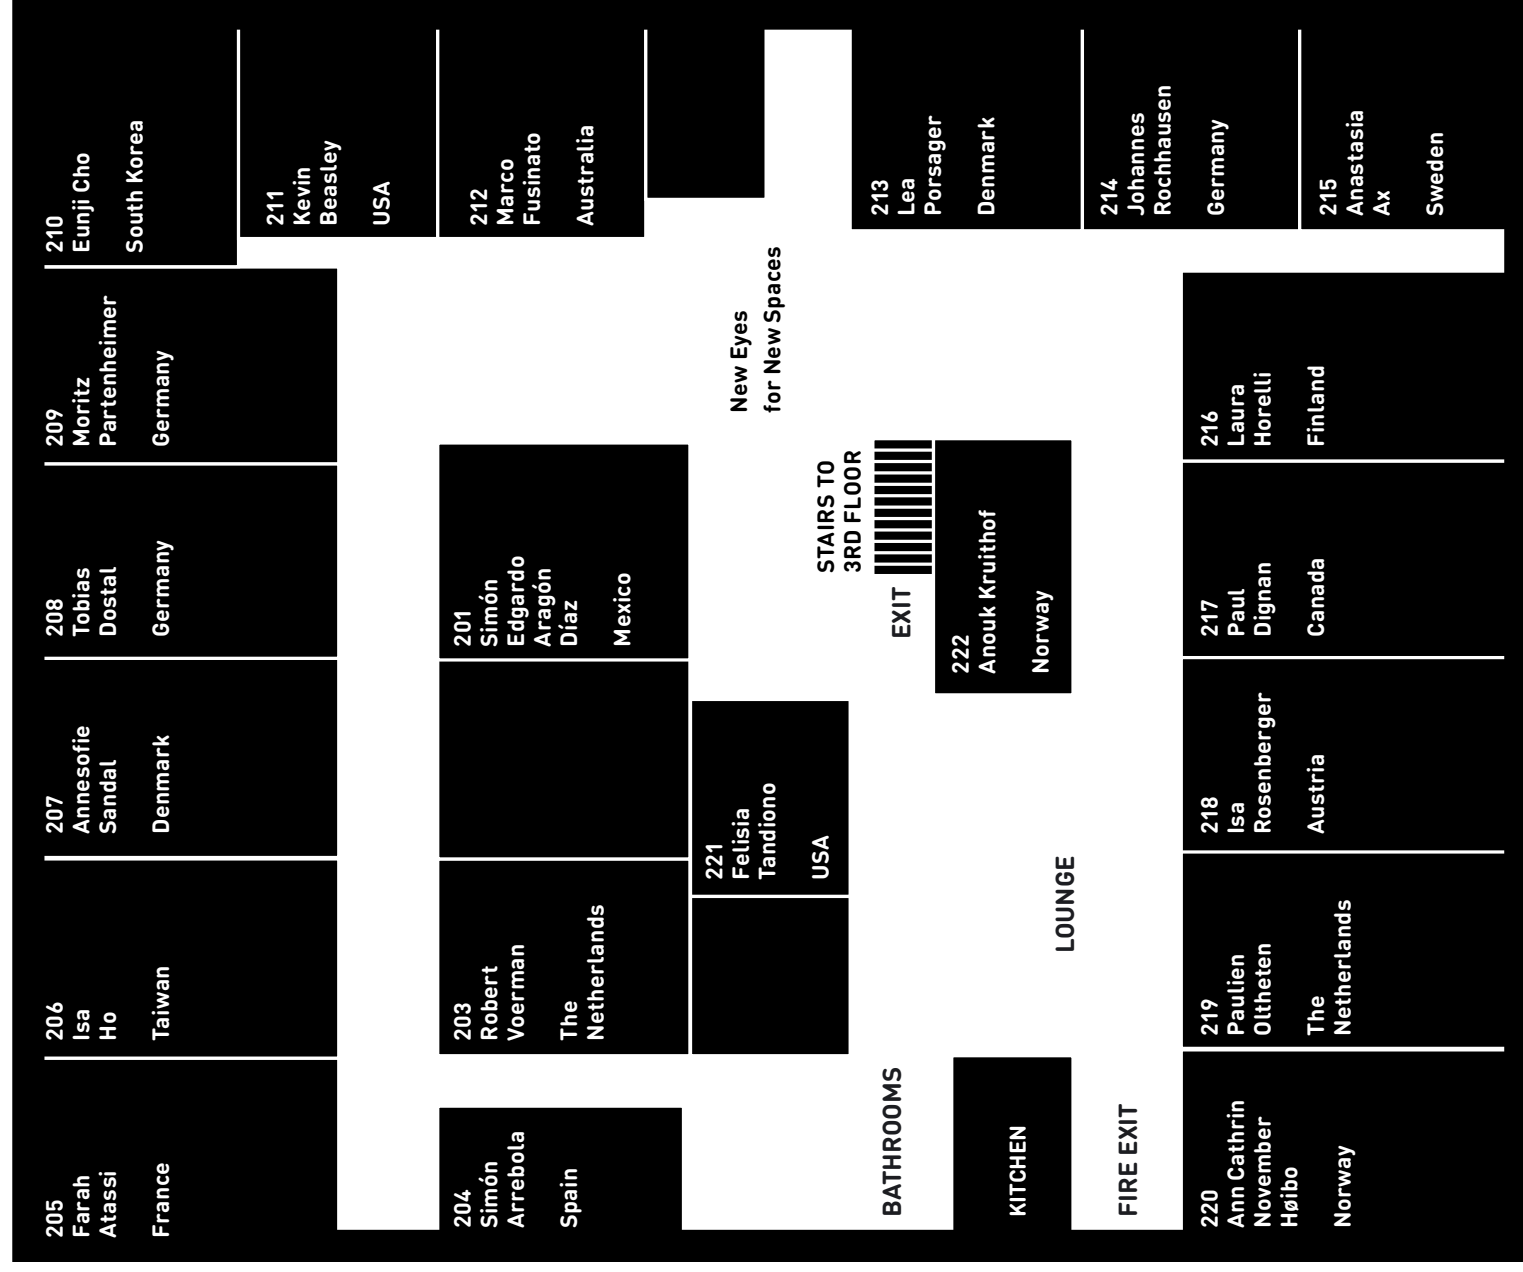 210
Eunji Cho
South Korea
211
Kevin
Beasley
USA
212
Marco
Fusinato
Australia
213
Lea
Porsager
Denmark
214
Johannes
Rochhausen
Germany
215
Anastasia
Ax
Sweden
209
Moritz
Partenheimer
Germany
New Eyes
for New Spaces
216
Laura
Horelli
Finland
208
Tobias
Dostal
Germany
201
Simón
Edgardo
Aragón
Díaz
Mexico
STAIRS TO
3RD FLOOR
EXIT
222
Anouk Kruithof
Norway
217
Paul
Dignan
Canada
207
Annesofie
Sandal
Denmark
221
Felisia
Tandiono
USA
218
Isa
Rosenberger
Austria
206
Isa
Ho
Taiwan
203
Robert
Voerman
The
Netherlands
LOUNGE
219
Paulien
Oltheten
The
Netherlands
205
Farah
Atassi
France
204
Simón
Arrebola
Spain
BATHROOMS
KITCHEN
FIRE EXIT
220
Ann Cathrin
November
Høibo
Norway